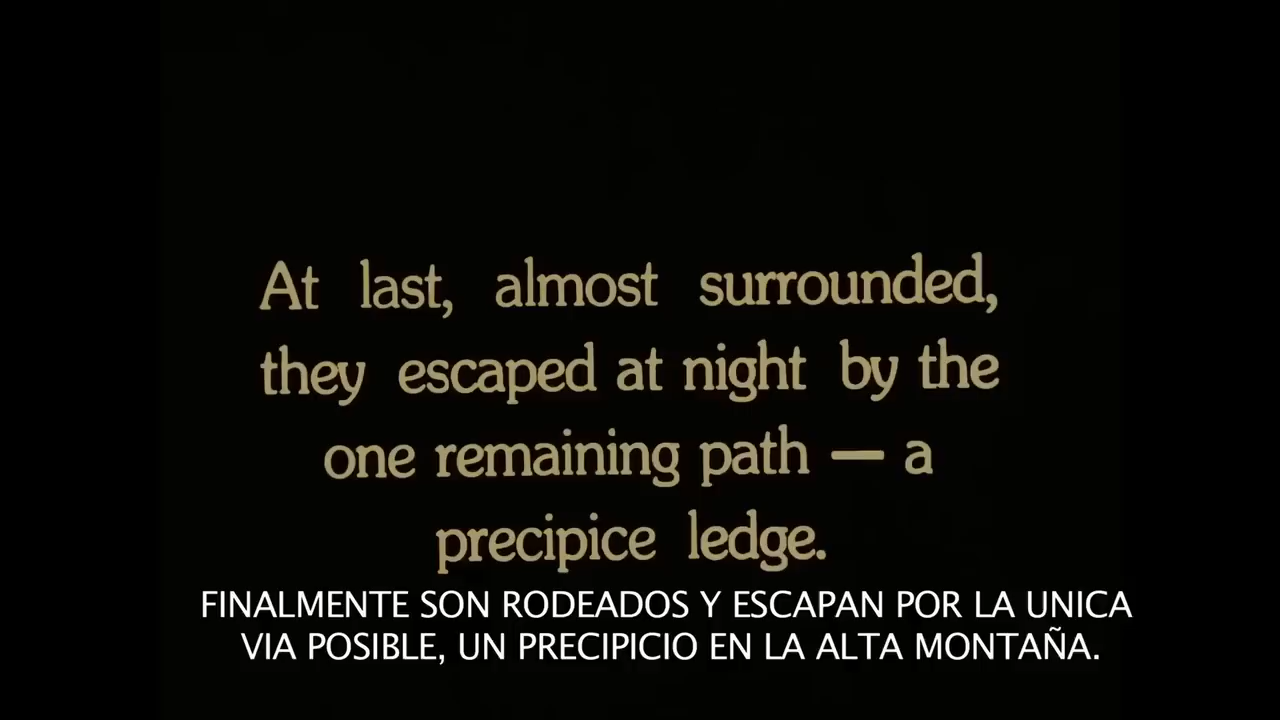 At last, almost surrounded,
they escaped at night by the
one remaining path — a
precipice ledge.
FINALMENTE SON RODEADOS Y ESCAPAN POR LA UNICA
VIA POSIBLE, UN PRECIPICIO EN LA ALTA MONTAÑA.